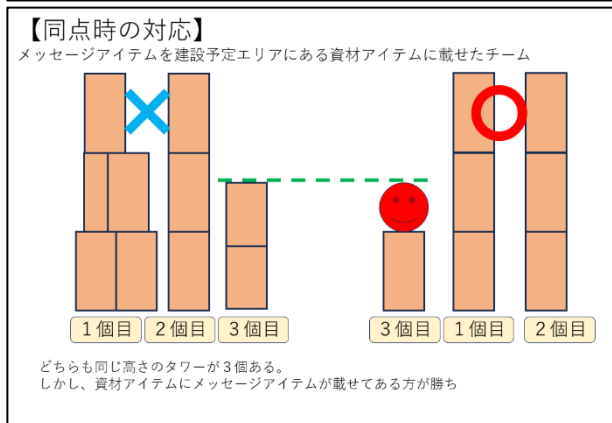 【同点時の対応】
メッセージアイテムを建設予定エリアにある資材アイテムに載せたチーム
1個目
2個目
3個目
3個目
1個目
2個目
どちらも同じ高さのタワーが3個ある。
しかし、資材アイテムにメッセージアイテムが載せてある方が勝ち